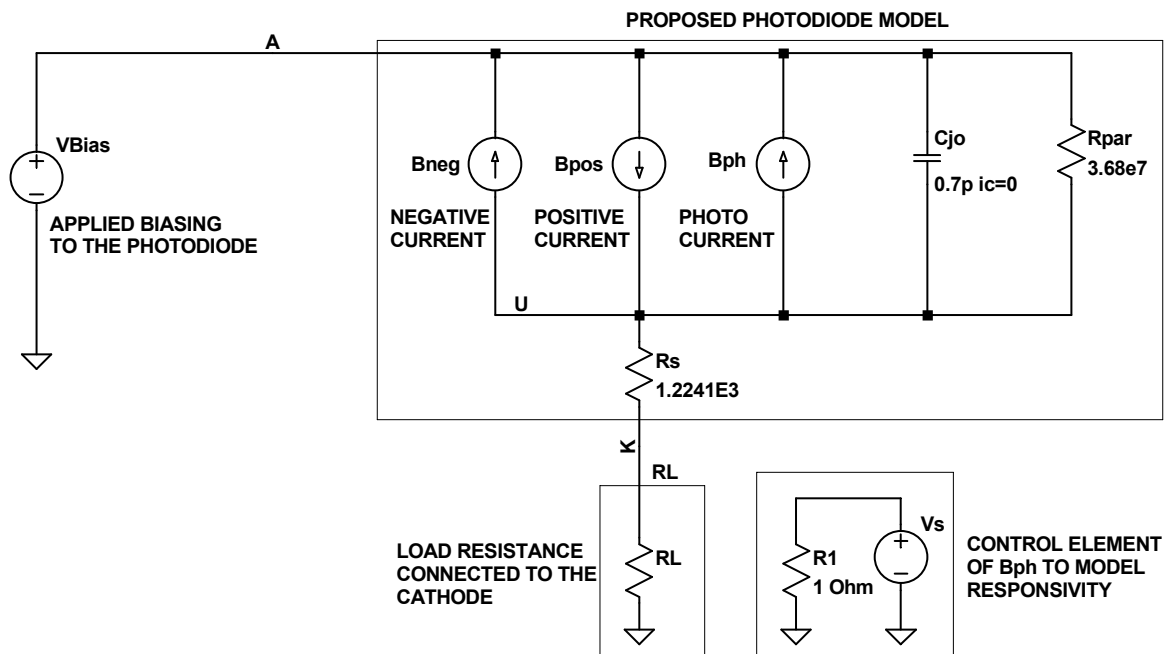 PROPOSED PHOTODIODE MODEL
A
VBias
APPLIED BIASING
TO THE PHOTODIODE
Bneg
NEGATIVE
CURRENT
Bpos
POSITIVE
CURRENT
Bph
PHOTO
CURRENT
Cjo
0.7p ic=0
Rpar
3.68e7
U
Rs
1.2241E3
K
RL
LOAD RESISTANCE
CONNECTED TO THE
CATHODE
RL
R1
1 Ohm
Vs
CONTROL ELEMENT
OF Bph TO MODEL
RESPONSIVITY